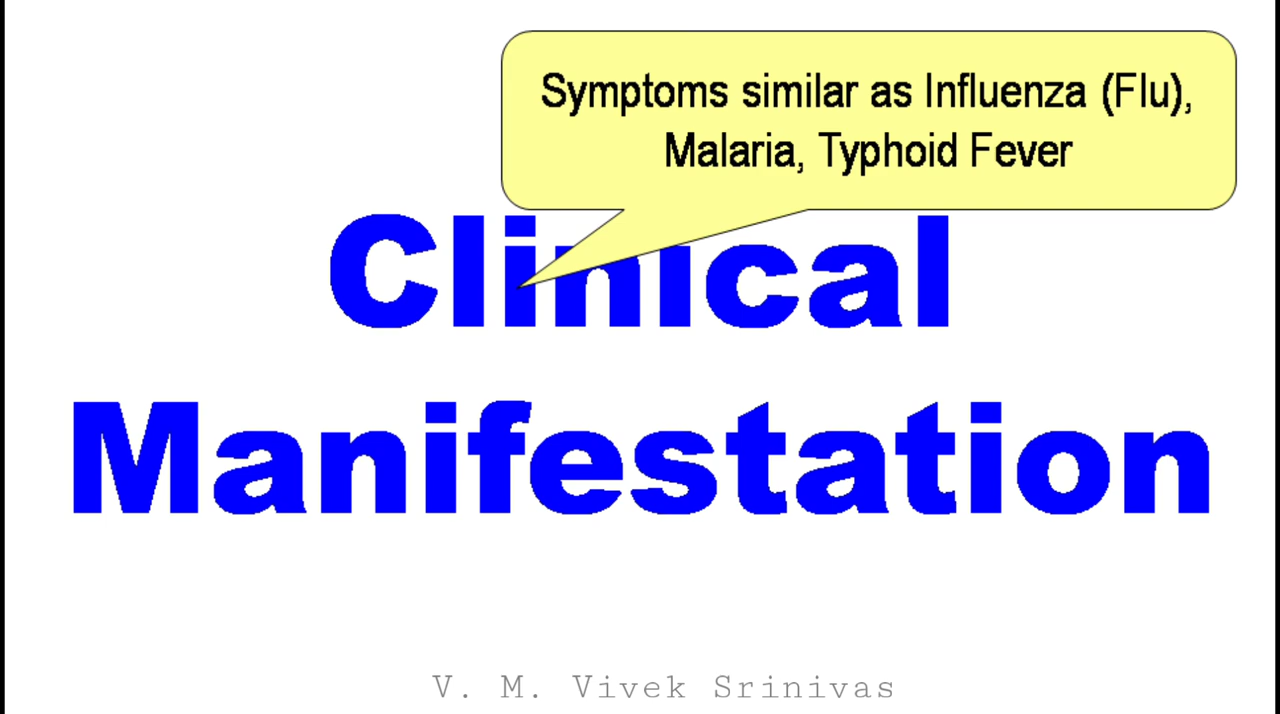 Symptoms similar as Influenza (Flu),
Malaria, Typhoid Fever
Clinical
Manifestation
V. M. Vivek Srinivas